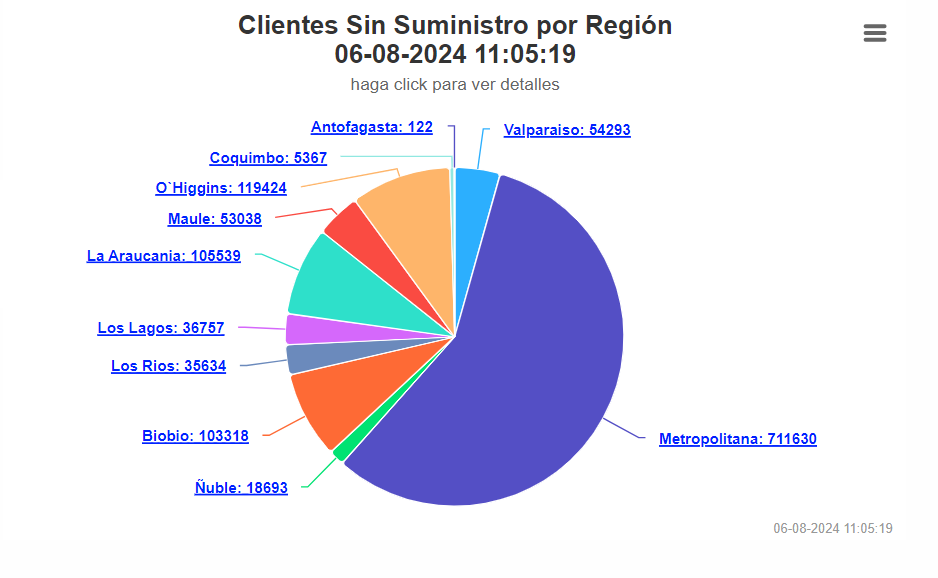 Clientes Sin Suministro por Región
06-08-2024 11:05:19
haga click para ver detalles
Antofagasta: 122
Valparaiso: 54293
Coquimbo: 5367
O`Higgins: 119424
Maule: 53038
La Araucania: 105539
Los Lagos: 36757
Los Rios: 35634
Biobio: 103318
Metropolitana: 711630
Ñuble: 18693
06-08-2024 11:05:19